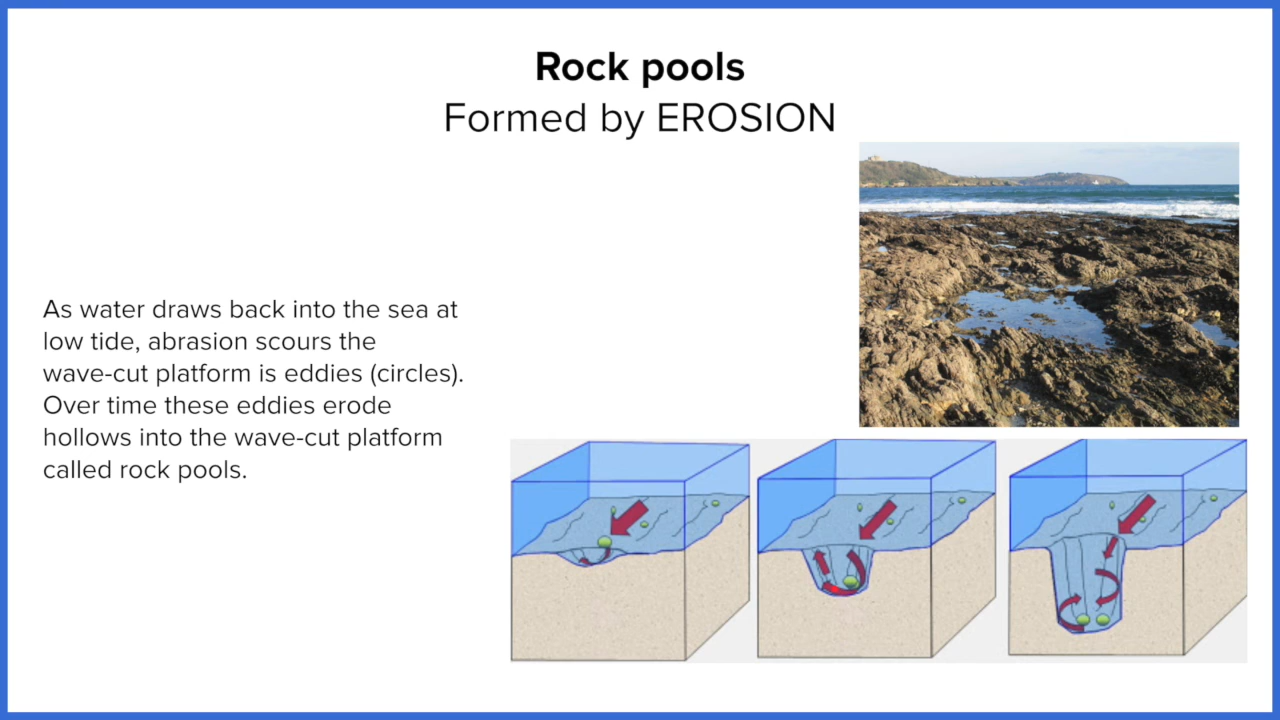 Rock pools
Formed by EROSION
As water draws back into the sea at
low tide, abrasion scours the
wave-cut platform is eddies (circles).
Over time these eddies erode
hollows into the wave-cut platform
called rock pools.